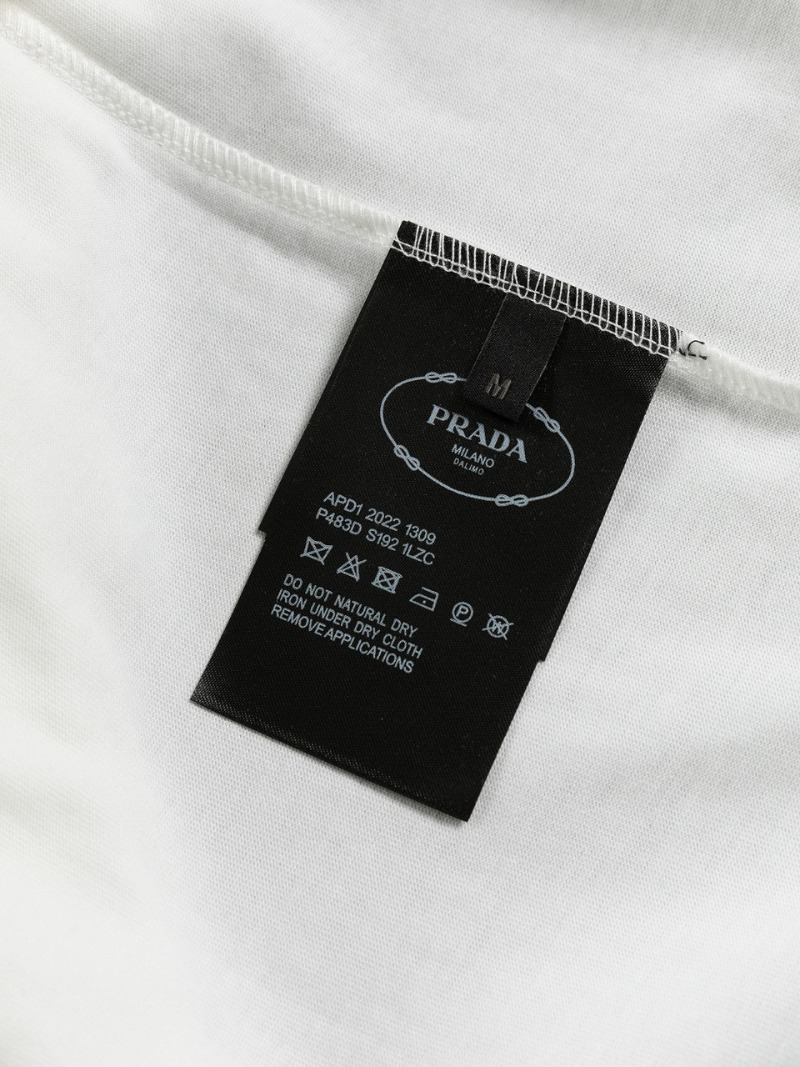 M
PRADA
MILANO
DALIMO
APD1 2022 1309
P483D S192 1LZC
DO NOT NATURAL DRY
IRON UNDER DRY CLOTH
REMOVE APPLICATIONS